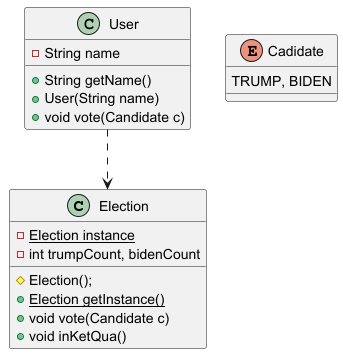 C User
String name
String getName()
User(String name)
void vote(Candidate c)
E Cadidate
TRUMP, BIDEN
C Election
Election instance
int trumpCount, bidenCount
Election();
Election getInstance()
void vote(Candidate c)
void inKetQua()